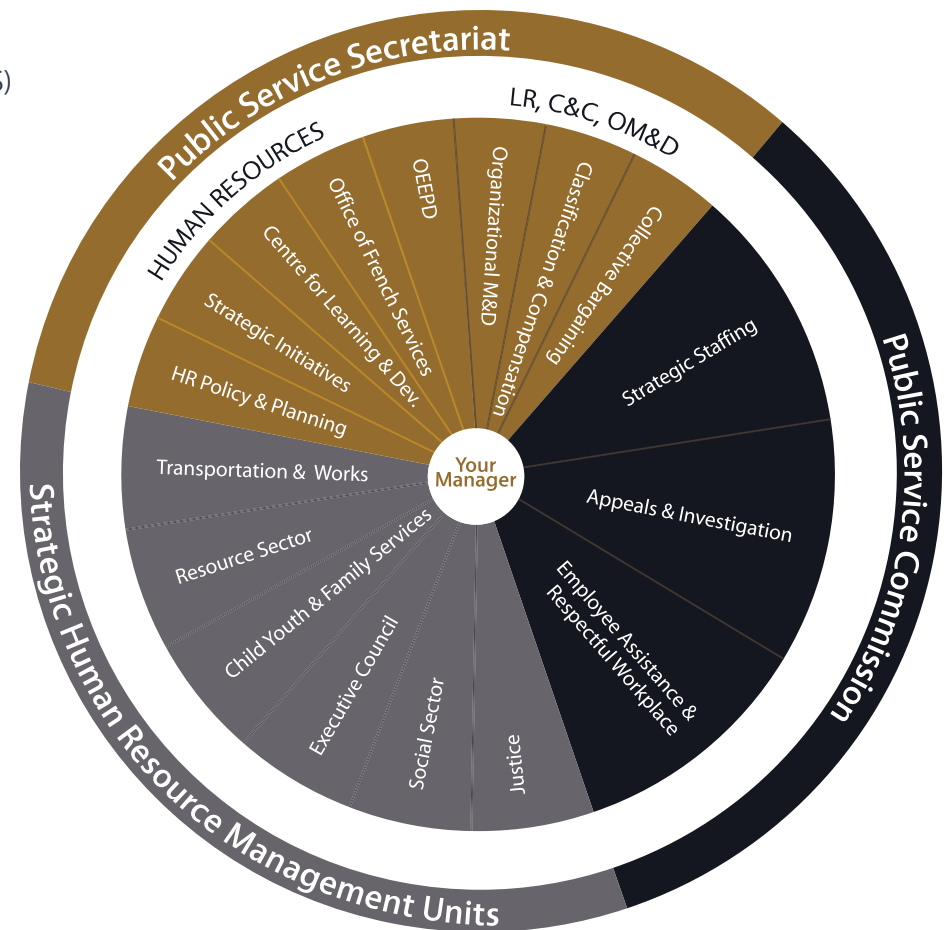 S)
Public Service Secretariat
HUMAN RESOURCES
LR, C&C, OM&D
HR Policy & Planning
Strategic Initiatives
Centre for Learning & Dev.
Office of French Services
OEEPD
Organizational M&D
Classification & Compensation
Collective Bargaining
Public Service Commission
Strategic Staffing
Appeals & Investigation
Employee Assistance &
Respectful Workplace
Strategic Human Resource Management Units
Transportation & Works
Resource Sector
Child Youth & Family Services
Executive Council
Social Sector
Justice
Your
Manager